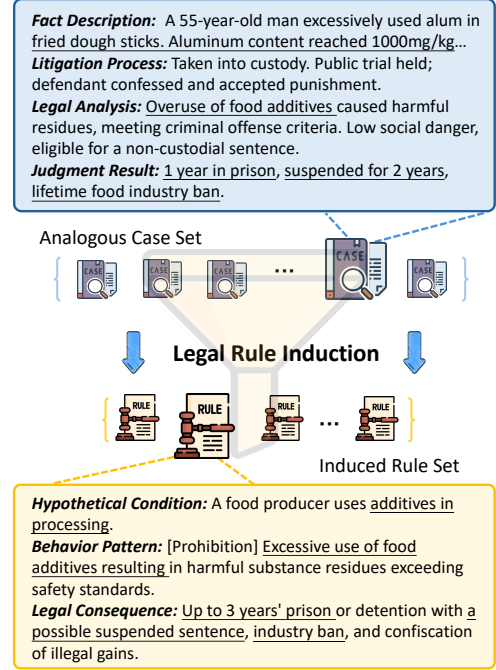 Fact Description: A 55-year-old man excessively used alum in
fried dough sticks. Aluminum content reached 1000mg/kg…
Litigation Process: Taken into custody. Public trial held;
defendant confessed and accepted punishment.
Legal Analysis: Overuse of food additives caused harmful
residues, meeting criminal offense criteria. Low social danger,
eligible for a non-custodial sentence.
Judgment Result: 1 year in prison, suspended for 2 years,
lifetime food industry ban.
Analogous Case Set
CASE CASE CASE ... CASE CASE
Legal Rule Induction
RULE RULE RULE ... RULE
Induced Rule Set
Hypothetical Condition: A food producer uses additives in
processing.
Behavior Pattern: [Prohibition] Excessive use of food
additives resulting in harmful substance residues exceeding
safety standards.
Legal Consequence: Up to 3 years' prison or detention with a
possible suspended sentence, industry ban, and confiscation
of illegal gains.